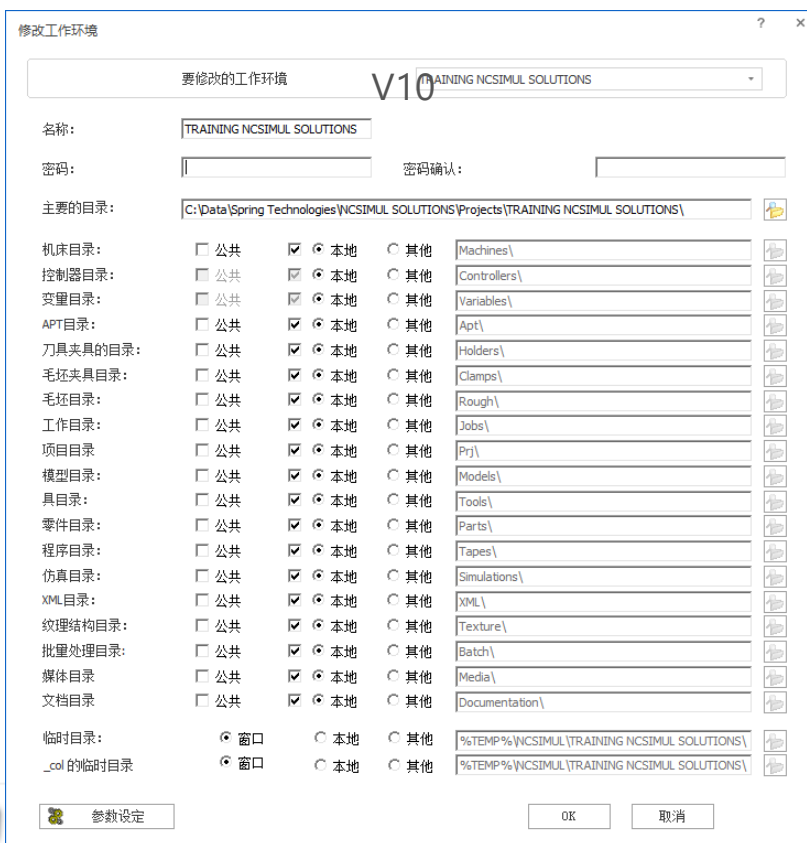 修改工作环境 ? ×
要修改的工作环境 V10 TRAINING NCSIMUL SOLUTIONS
名称: TRAINING NCSIMUL SOLUTIONS
密码: 密码确认:
主要的目录: C:\Data\Spring Technologies\NCSIMUL SOLUTIONS\Projects\TRAINING NCSIMUL SOLUTIONS\
机床目录: 公共 本地 其他 Machines\
控制器目录: 公共 本地 其他 Controllers\
变量目录: 公共 本地 其他 Variables\
APT目录: 公共 本地 其他 Apt\
刀具夹具的目录: 公共 本地 其他 Holders\
毛坯夹具目录: 公共 本地 其他 Clamps\
毛坯目录: 公共 本地 其他 Rough\
工作目录: 公共 本地 其他 Jobs\
项目目录 公共 本地 其他 Prj\
模型目录: 公共 本地 其他 Models\
具目录: 公共 本地 其他 Tools\
零件目录: 公共 本地 其他 Parts\
程序目录: 公共 本地 其他 Tapes\
仿真目录: 公共 本地 其他 Simulations\
XML目录: 公共 本地 其他 XML\
纹理结构目录: 公共 本地 其他 Texture\
批量处理目录: 公共 本地 其他 Batch\
媒体目录 公共 本地 其他 Media\
文档目录 公共 本地 其他 Documentation\
临时目录: 窗口 本地 其他 %TEMP%\NCSIMUL\TRAINING NCSIMUL SOLUTIONS\
_col 的临时目录 窗口 本地 其他 %TEMP%\NCSIMUL\TRAINING NCSIMUL SOLUTIONS\
参数设定 OK 取消